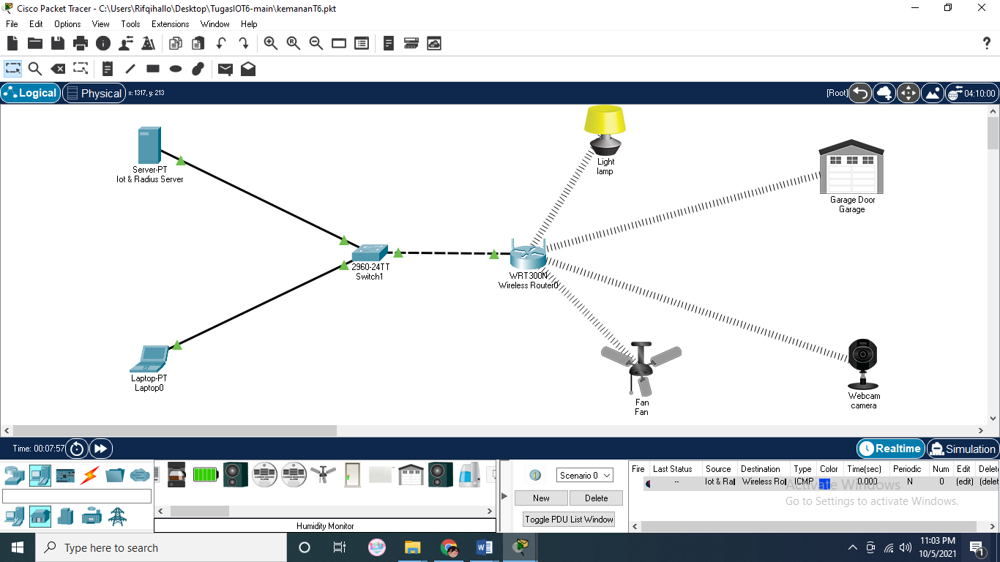 Cisco Packet Tracer - C:\Users\Rifqihallo\Desktop\TugasIOT6-main\kemananT6.pkt
File Edit Options View Tools Extensions Window Help
Logical Physical x: 1317, y: 213 [Root] 04:10:00
Server-PT
Iot & Radius Server
Light
lamp
Garage Door
Garage
2960-24TT
Switch1
WRT300N
Wireless Router0
Laptop-PT
Laptop0
Fan
Fan
Webcam
camera
Time: 00:07:57 Realtime Simulation
Scenario 0
New Delete
Toggle PDU List Window
Humidity Monitor
Fire Last Status Source Destination Type Color Time(sec) Periodic Num Edit Delet
-- Iot & Rai Wireless Roi ICMP 0.000 N 0 (edit) (delet
Activate Windows
Go to Settings to activate Windows.
Type here to search
11:03 PM
10/5/2021
1